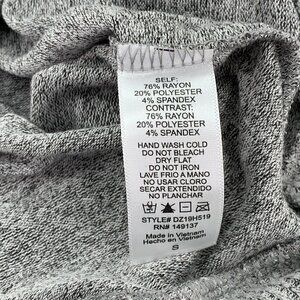 SELF:
76% RAYON
20% POLYESTER
4% SPANDEX
CONTRAST:
76% RAYON
20% POLYESTER
4% SPANDEX
HAND WASH COLD
DO NOT BLEACH
DRY FLAT
DO NOT IRON
LAVE FRIO A MANO
NO USAR CLORO
SECAR EXTENDIDO
NO PLANCHAR
STYLE# DZ19H519
RN# 149137
Made in Vietnam
Hecho en Vietnam
S